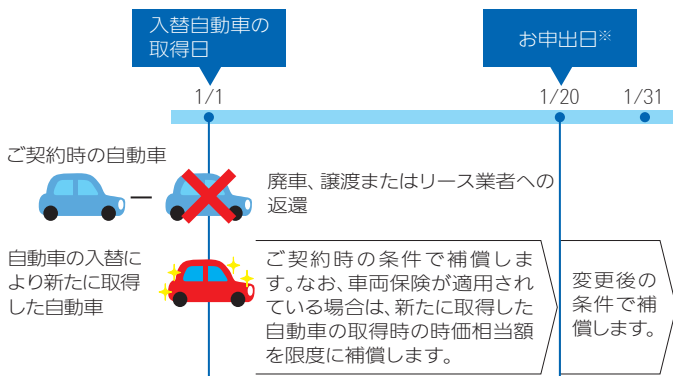 入替自動車の
取得日
お申出日※
1/1
1/20
1/31
ご契約時の自動車
廃車、譲渡またはリース業者への
返還
自動車の入替に
より新たに取得
した自動車
ご契約時の条件で補償しま
す。なお、車両保険が適用され
ている場合は、新たに取得した
自動車の取得時の時価相当額
を限度に補償します。
変更後の
条件で補
償します。